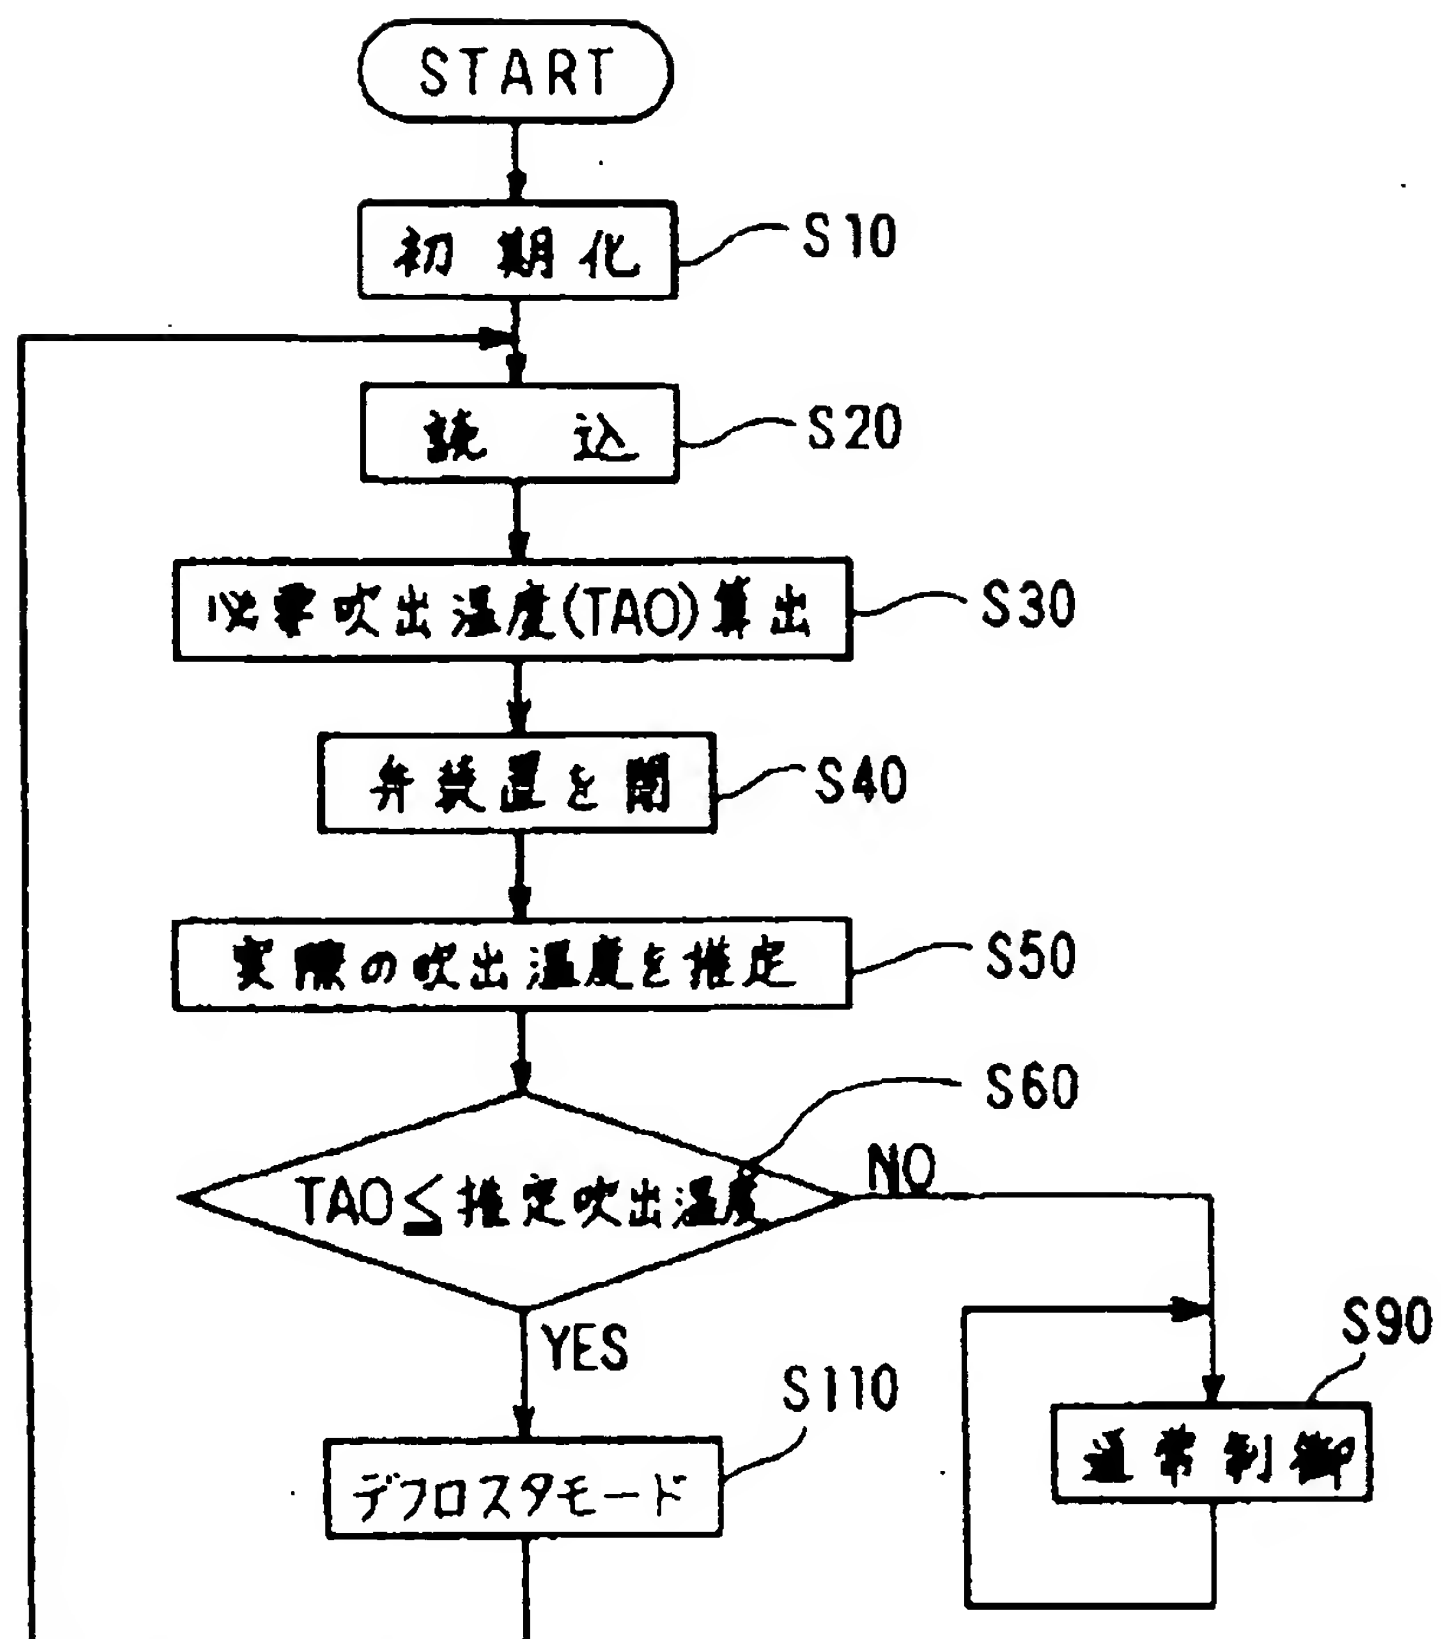 START
初期化
S10
読込
S20
必要吹出温度(TAO)算出
S30
弁装置を
S40
実際の吹出温度を推定
S50
S60
TAO≦推定吹出温度
NO
YES
S90
S110
通常制御
デフロスタモード